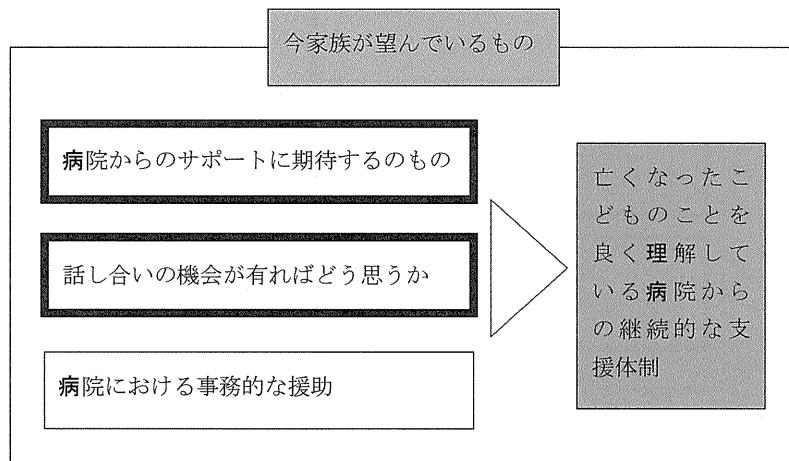 今家族が望んでいるもの
病院からのサポートに期待するのもの
話し合いの機会が有ればどう思うか
病院における事務的な援助
亡くなったこ
どものことを
良く理解して
いる病院から
の継続的な支
援体制